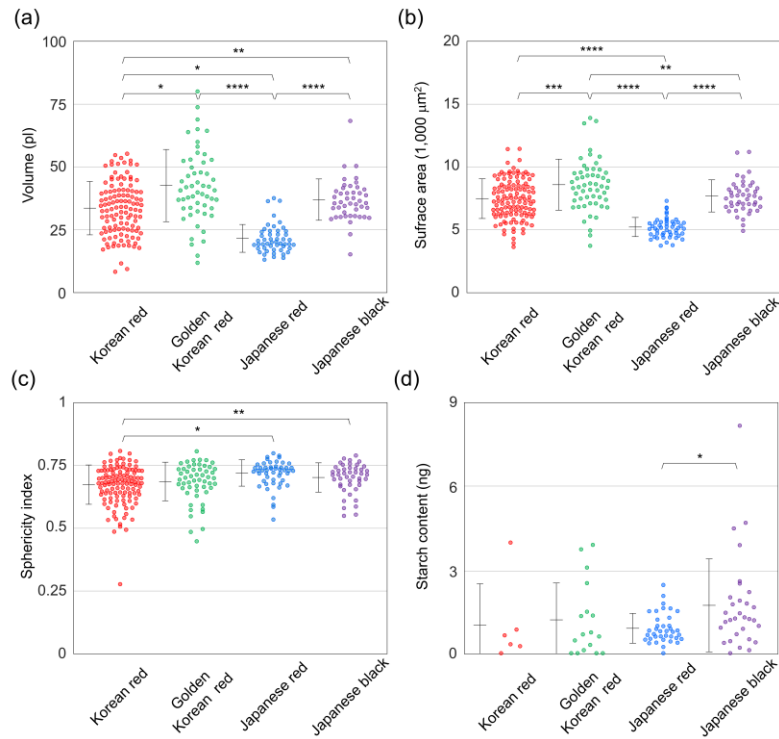 (a)
Volume (pl)
100
75
50
25
0
**
*
*
****
****
Korean red
Golden
Korean red
Japanese red
Japanese black
(b)
Sufrace area (1,000 µm²)
20
15
10
5
0
****
**
***
****
****
Korean red
Golden
Korean red
Japanese red
Japanese black
(c)
Sphericity index
1
0.75
0.5
0.25
0
**
*
Korean red
Golden
Korean red
Japanese red
Japanese black
(d)
Starch content (ng)
9
6
3
0
*
Korean red
Golden
Korean red
Japanese red
Japanese black